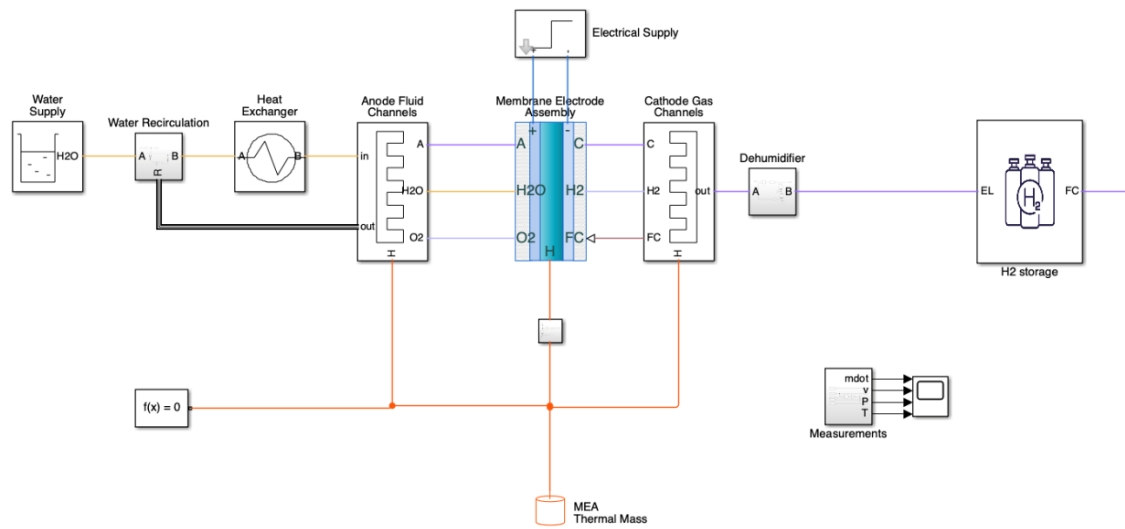 Electrical Supply
Water
Supply
H2O
Water Recirculation
A
B
R
Heat
Exchanger
A
B
Anode Fluid
Channels
in
out
A
H2O
O2
H
Membrane Electrode
Assembly
+
-
A
H2O
O2
C
H2
FC
H
Cathode Gas
Channels
C
H2
FC
out
H
Dehumidifier
A
B
EL
H2
FC
H2 storage
f(x) = 0
mdot
v
P
T
Measurements
MEA
Thermal Mass